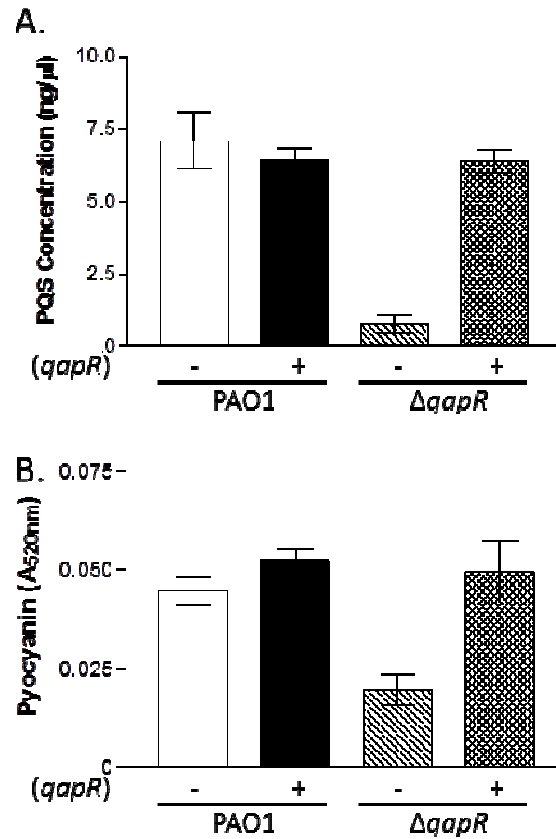 A.
PQS Concentration (ng/µl)
10.0
7.5
5.0
2.5
.0
(qapR) - + - +
PAO1 ΔqapR
B.
Pyocyanin (A520nm)
0.075
0.050
0.025
0
(qapR) - + - +
PAO1 ΔqapR